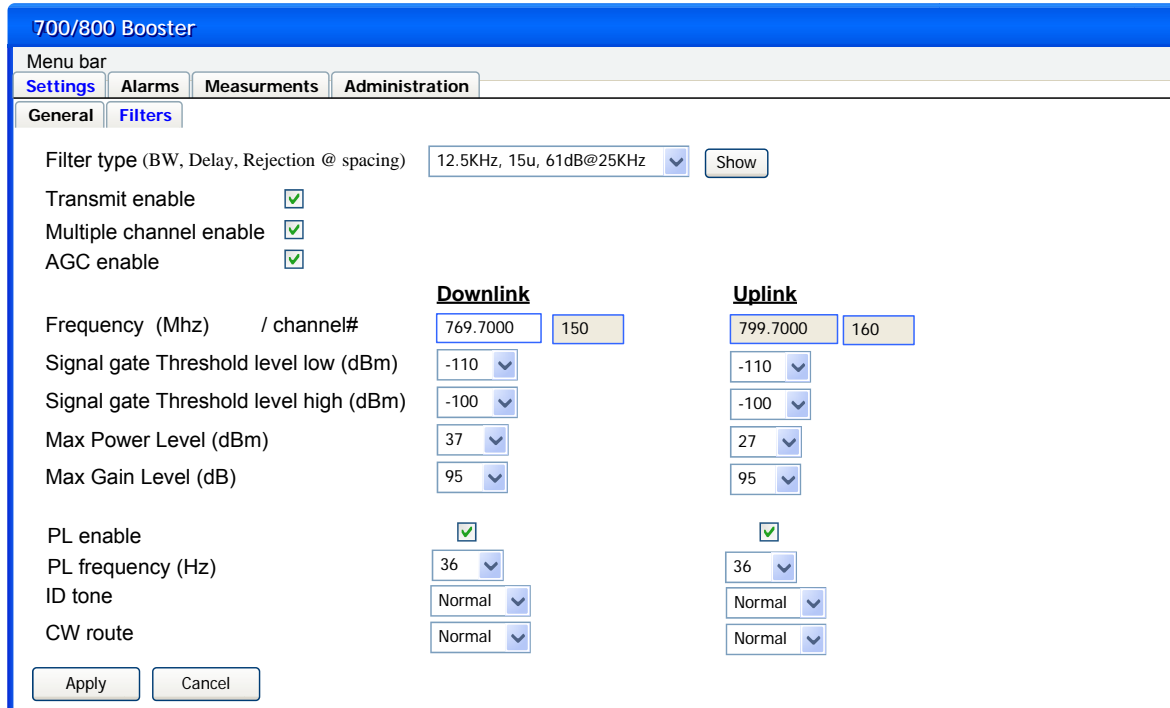 700/800 Booster
Menu bar
Settings Alarms Measurments Administration
General Filters
Filter type (BW, Delay, Rejection @ spacing) 12.5KHz, 15u, 61dB@25KHz Show
Transmit enable
Multiple channel enable
AGC enable
Downlink Uplink
Frequency (Mhz) / channel# 769.7000 150 799.7000 160
Signal gate Threshold level low (dBm) -110 -110
Signal gate Threshold level high (dBm) -100 -100
Max Power Level (dBm) 37 27
Max Gain Level (dB) 95 95
PL enable
PL frequency (Hz) 36 36
ID tone Normal Normal
CW route Normal Normal
Apply Cancel